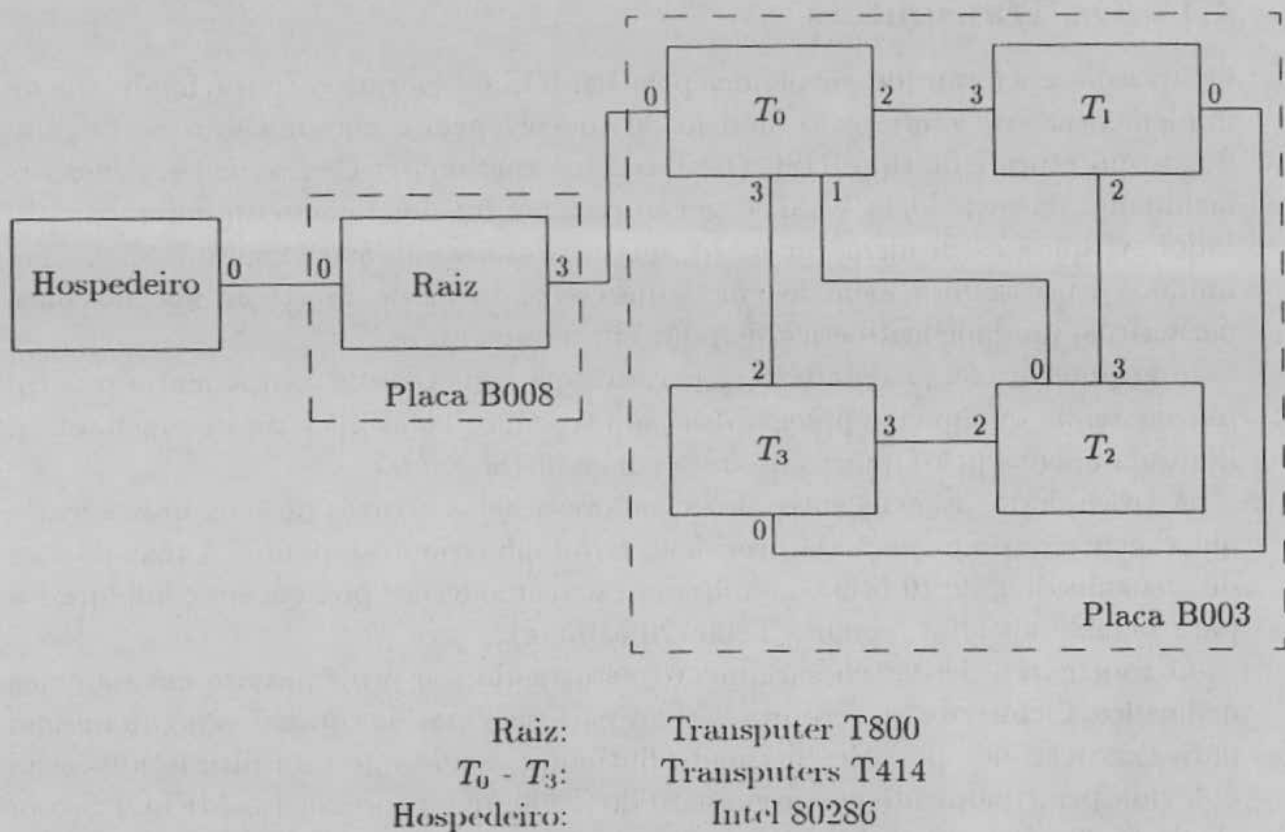 0 T0 2 3 T1 0
3 1 2
Hospedeiro 0 0 Raiz 3
Placa B008
2 0 3
T3 3 2 T2
0
Placa B003
Raiz: Transputer T800
T0 - T3: Transputers T414
Hospedeiro: Intel 80286